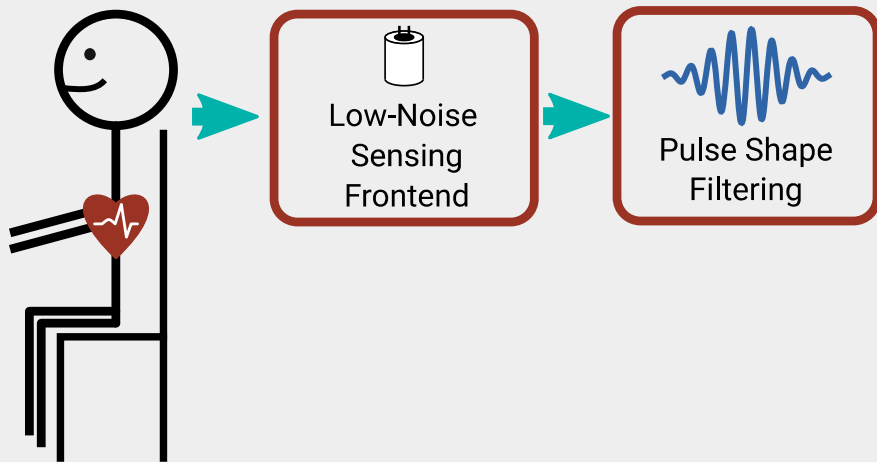 Low-Noise
Sensing
Frontend
Pulse Shape
Filtering